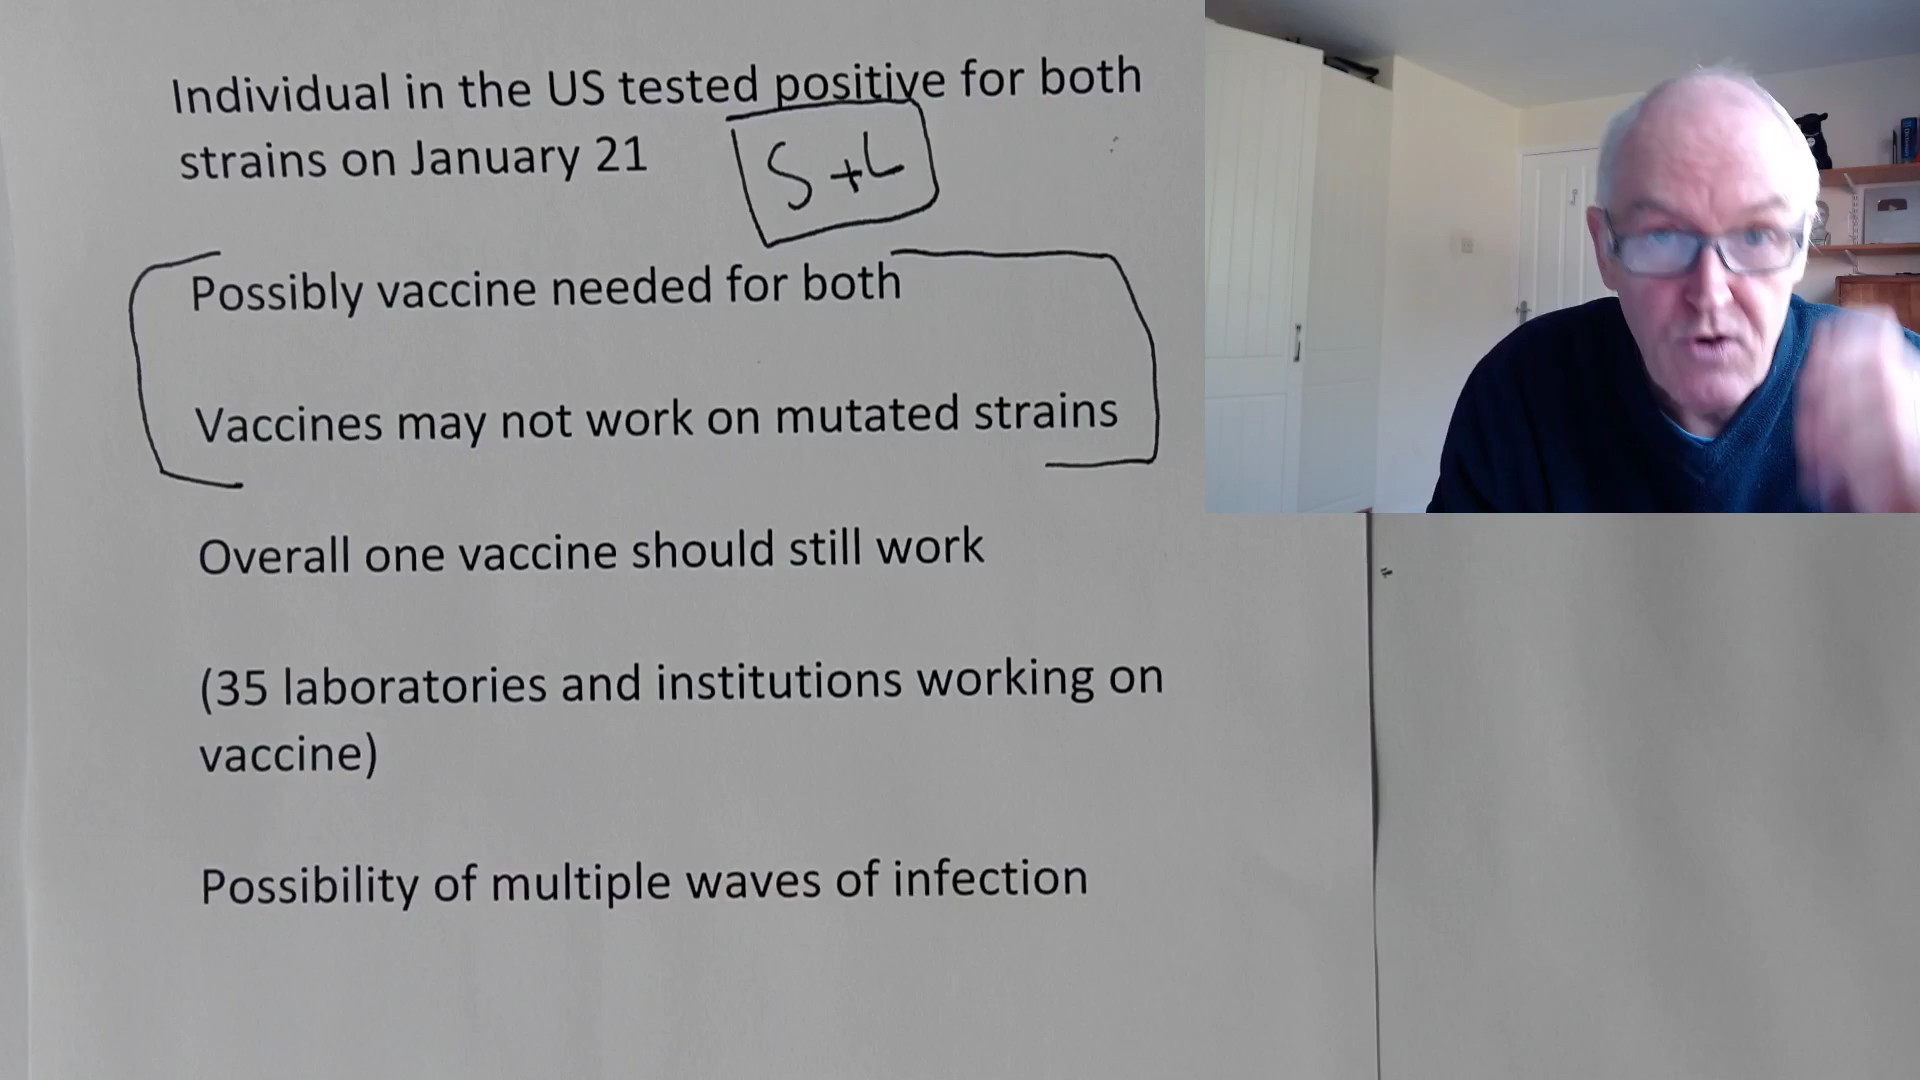 Individual in the US tested positive for both
strains on January 21
S+L
Possibly vaccine needed for both
Vaccines may not work on mutated strains
Overall one vaccine should still work
(35 laboratories and institutions working on
vaccine)
Possibility of multiple waves of infection